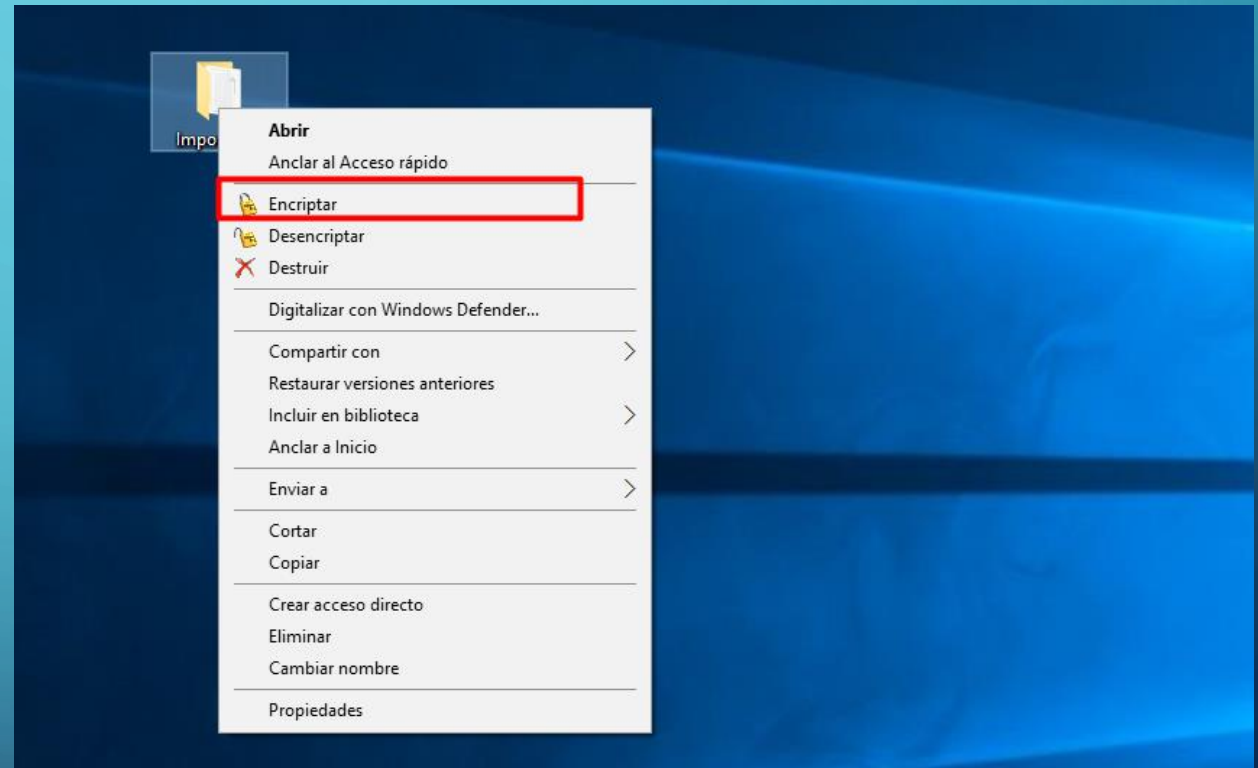 Impo
Abrir
Anclar al Acceso rápido
Encriptar
Desencriptar
Destruir
Digitalizar con Windows Defender...
Compartir con
Restaurar versiones anteriores
Incluir en biblioteca
Anclar a Inicio
Enviar a
Cortar
Copiar
Crear acceso directo
Eliminar
Cambiar nombre
Propiedades